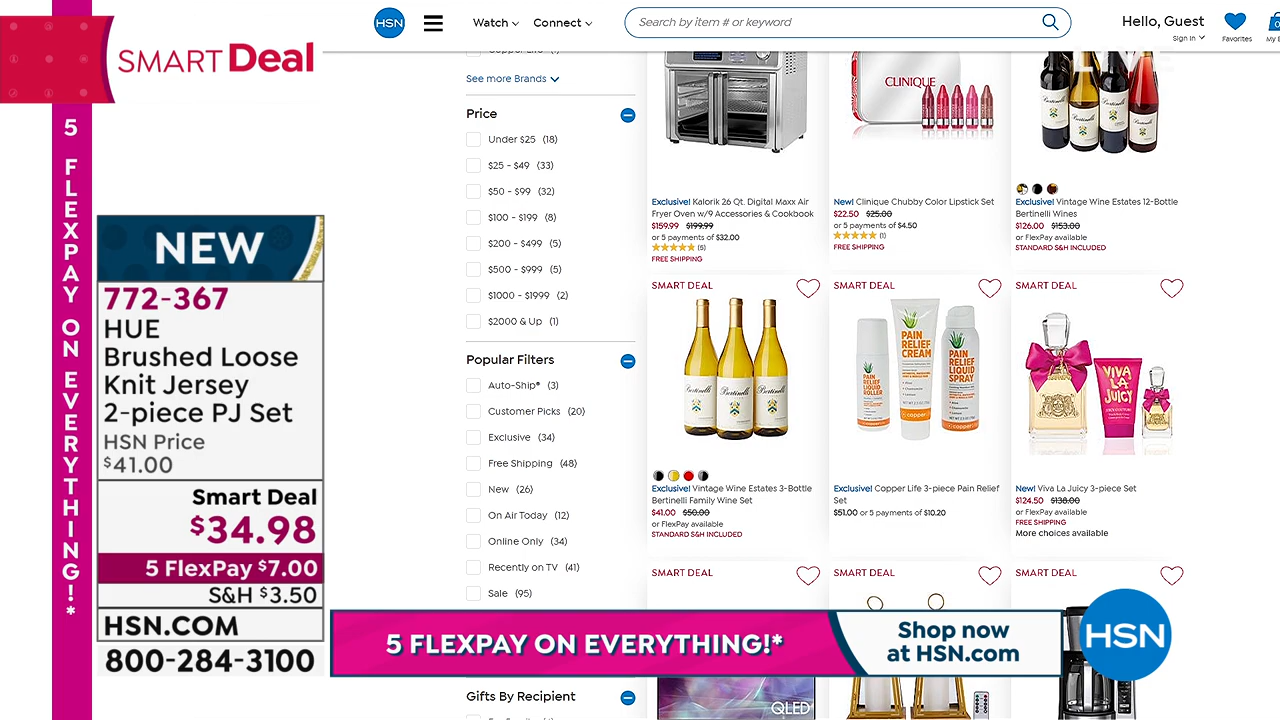 SMART Deal
5 FLEXPAY ON EVERYTHING!*
NEW
772-367
HUE
Brushed Loose
Knit Jersey
2-piece PJ Set
HSN Price
$41.00
Smart Deal
$34.98
5 FlexPay $7.00
S&H $3.50
HSN.COM
800-284-3100
HSN
Watch
Connect
Search by item # or keyword
Hello, Guest
Sign In
Favorites
See more Brands
Price
Under $25 (18)
$25 - $49 (33)
$50 - $99 (32)
$100 - $199 (8)
$200 - $499 (5)
$500 - $999 (5)
$1000 - $1999 (2)
$2000 & Up (1)
Popular Filters
Auto-Ship® (3)
Customer Picks (20)
Exclusive (34)
Free Shipping (48)
New (26)
On Air Today (12)
Online Only (34)
Recently on TV (41)
Sale (95)
Gifts By Recipient
Exclusive! Kalorik 26 Qt. Digital Maxx Air
Fryer Oven w/9 Accessories & Cookbook
$159.99 $199.99
or 5 payments of $32.00
(5)
FREE SHIPPING
CLINIQUE
New! Clinique Chubby Color Lipstick Set
$22.50 $25.00
or 5 payments of $4.50
(1)
FREE SHIPPING
Bertinelli
Bertinelli
Bertinelli
Bertinelli
Exclusive! Vintage Wine Estates 12-Bottle
Bertinelli Wines
$126.00 $153.00
or FlexPay available
STANDARD S&H INCLUDED
SMART DEAL
Bertinelli
Bertinelli
Bertinelli
Exclusive! Vintage Wine Estates 3-Bottle
Bertinelli Family Wine Set
$41.00 $50.00
or FlexPay available
STANDARD S&H INCLUDED
SMART DEAL
PAIN
RELIEF
LIQUID
ROLLER
PAIN
RELIEF
CREAM
PAIN
RELIEF
LIQUID
SPRAY
Exclusive! Copper Life 3-piece Pain Relief
Set
$51.00 or 5 payments of $10.20
SMART DEAL
VIVA
LA
JUICY
New! Viva La Juicy 3-piece Set
$124.50 $138.00
or FlexPay available
FREE SHIPPING
More choices available
SMART DEAL
SMART DEAL
SMART DEAL
QLED
5 FLEXPAY ON EVERYTHING!*
Shop now
at HSN.com
HSN